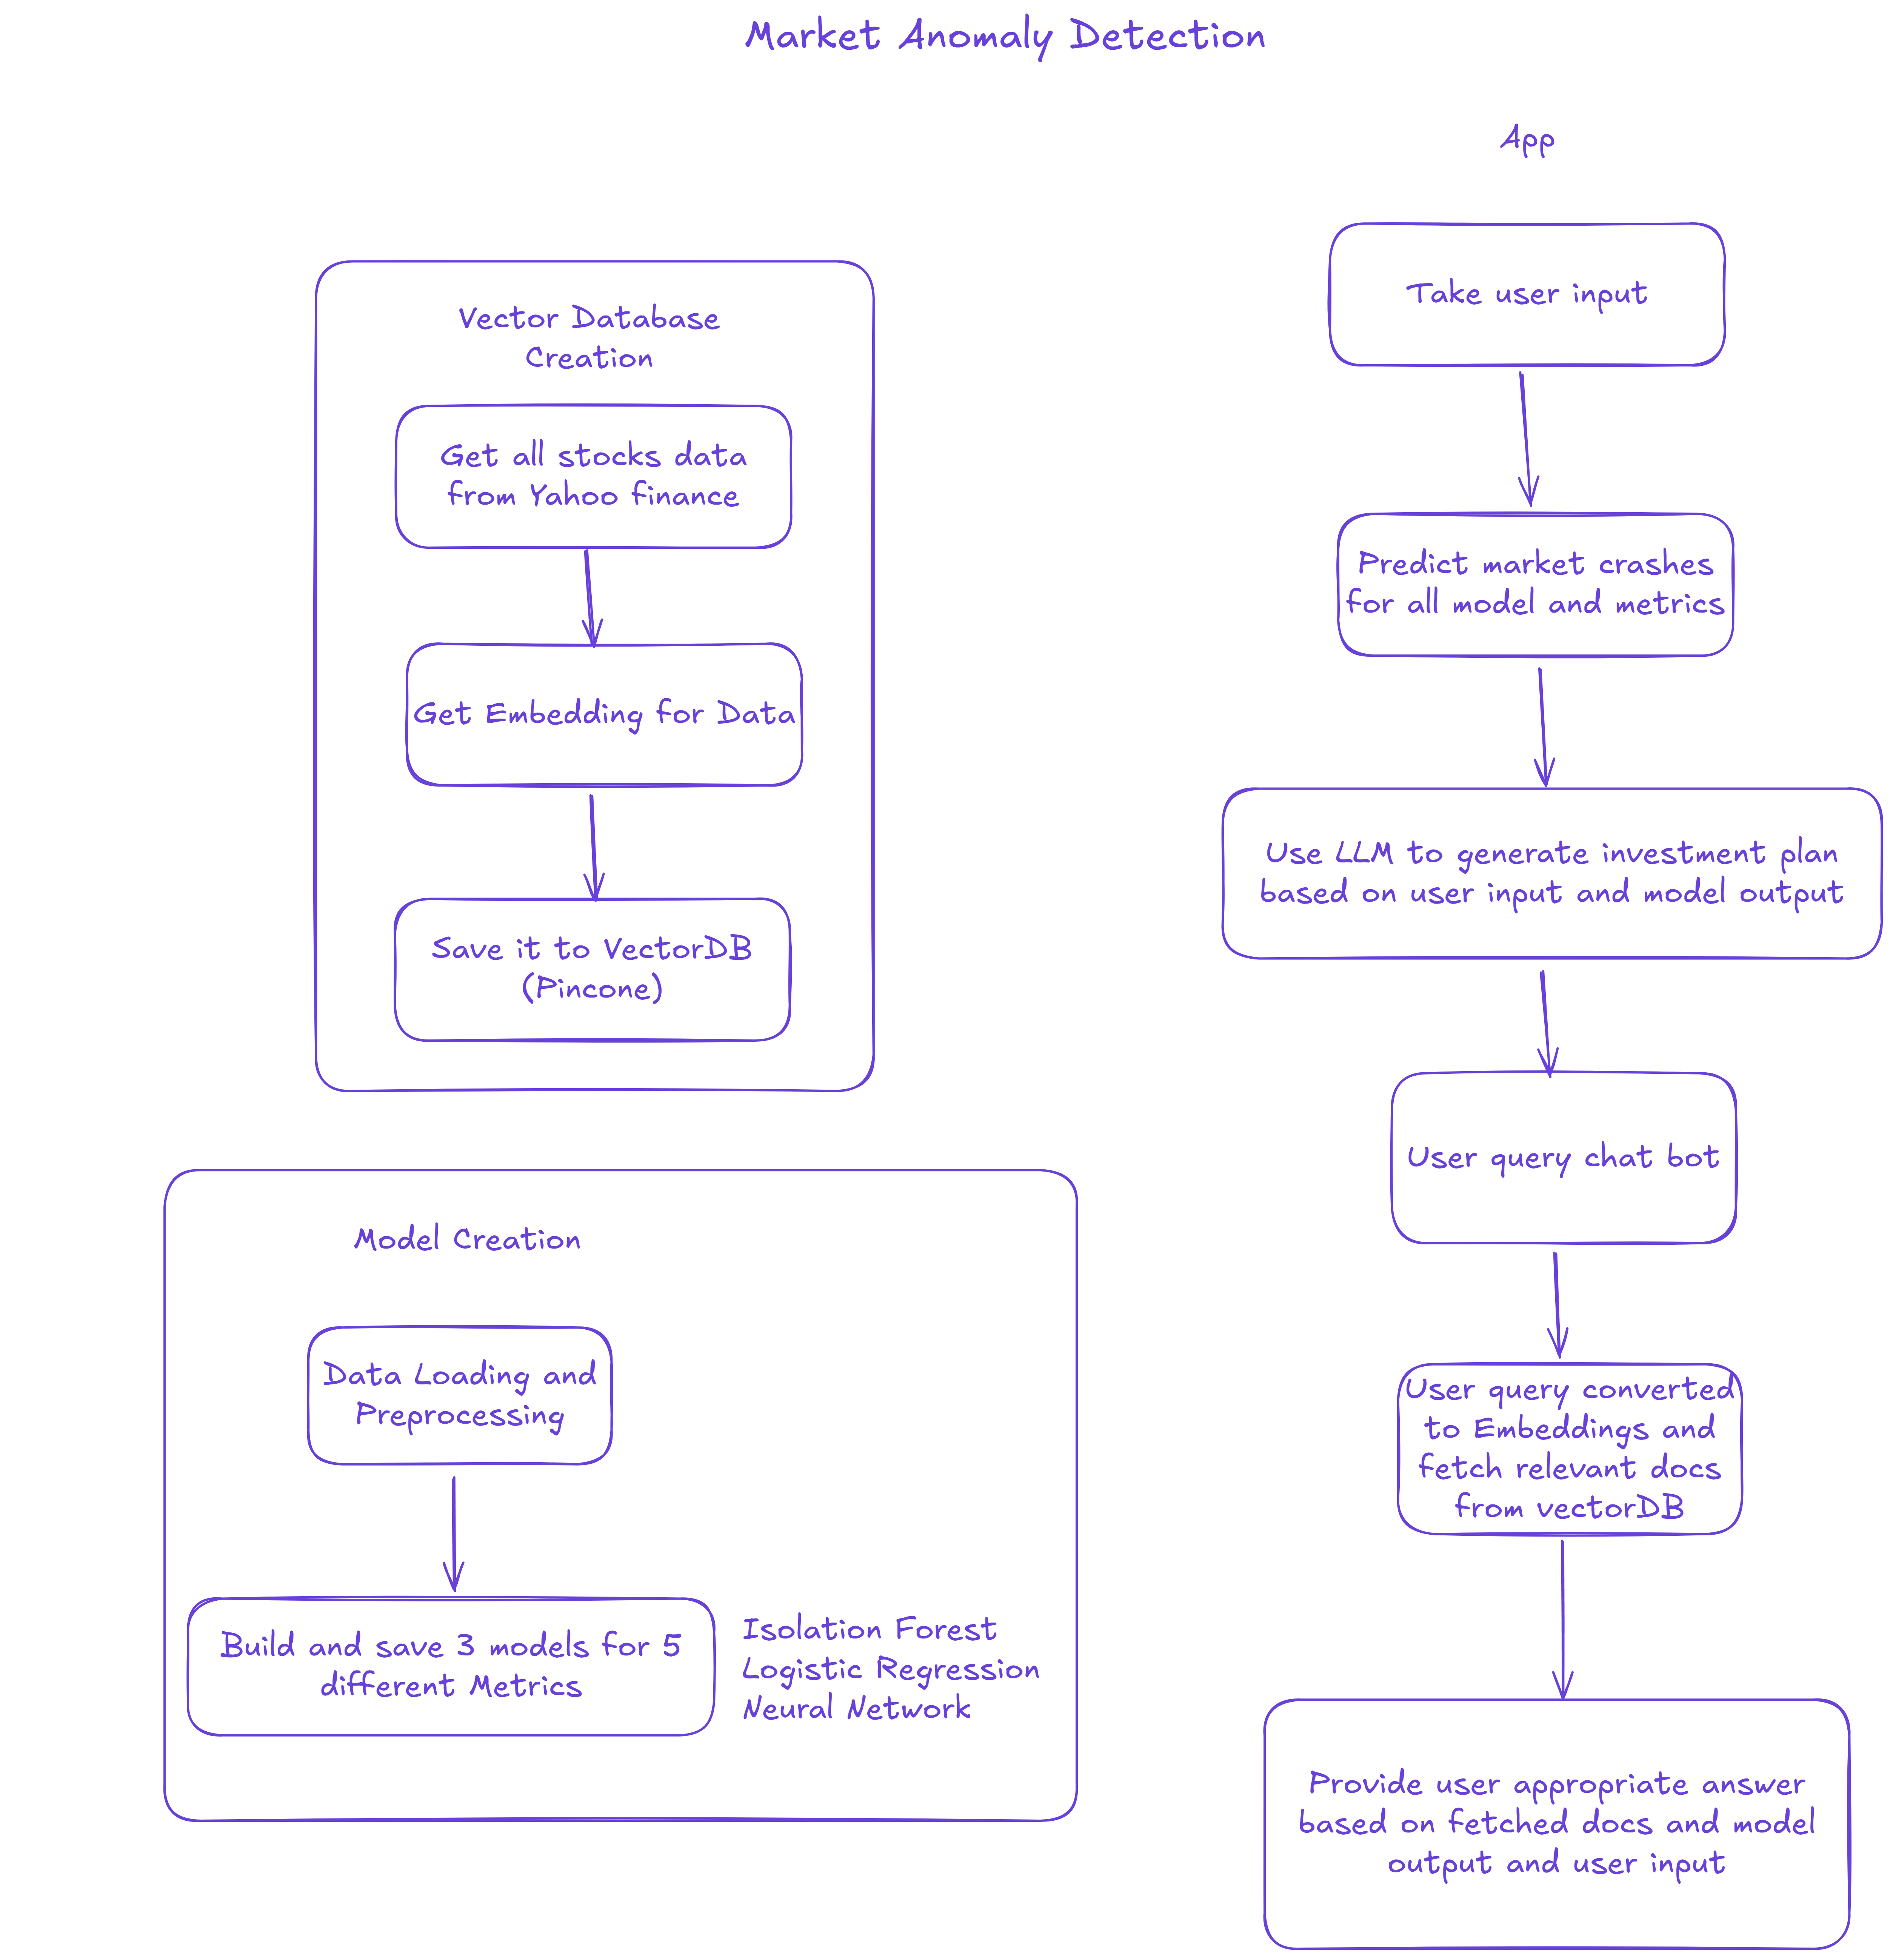 Market Anomaly Detection
App
Vector Database
Creation
Get all stocks data
from Yahoo finance
Get Embedding for Data
Save it to VectorDB
(Pincone)
Model Creation
Data Loading and
Preprocessing
Build and save 3 models for 5
different Metrics
Isolation Forest
Logistic Regression
Neural Network
Take user input
Predict market crashes
for all model and metrics
Use LLM to generate investment plan
based on user input and model output
User query chat bot
User query converted
to Embeddings and
fetch relevant docs
from vectorDB
Provide user appropriate answer
based on fetched docs and model
output and user input